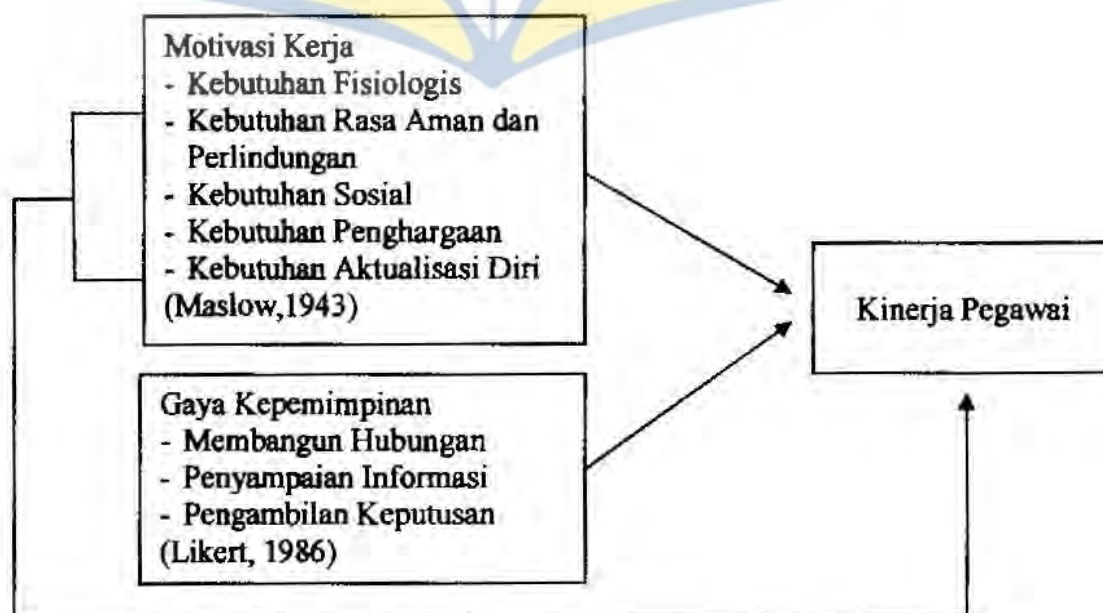 Motivasi Kerja
- Kebutuhan Fisiologis
- Kebutuhan Rasa Aman dan
Perlindungan
- Kebutuhan Sosial
- Kebutuhan Penghargaan
- Kebutuhan Aktualisasi Diri
(Maslow,1943)
Kinerja Pegawai
Gaya Kepemimpinan
- Membangun Hubungan
- Penyampaian Informasi
- Pengambilan Keputusan
(Likert, 1986)